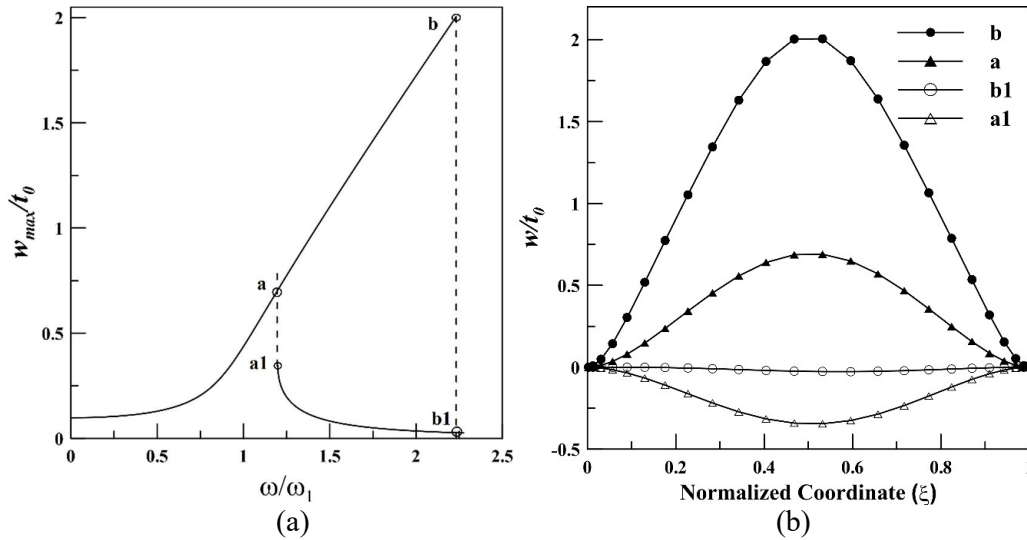 2
1.5
1
0.5
0
w_max/t_0
b
a
a1
b1
0 0.5 1 1.5 2 2.5
ω/ω_1
(a)
b
a
b1
a1
2
1.5
1
0.5
0
-0.5
w/t_0
0 0.2 0.4 0.6 0.8 1
Normalized Coordinate (ξ)
(b)